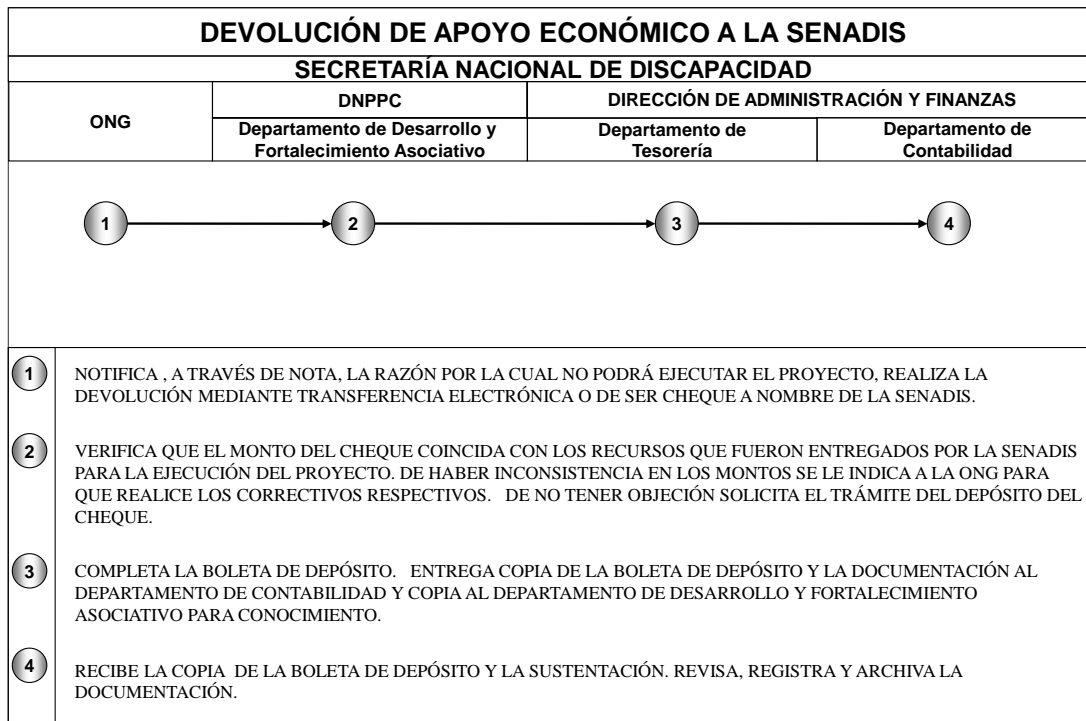 DEVOLUCIÓN DE APOYO ECONÓMICO A LA SENADIS
SECRETARÍA NACIONAL DE DISCAPACIDAD
ONG
DNPPC
DIRECCIÓN DE ADMINISTRACIÓN Y FINANZAS
Departamento de Desarrollo y
Fortalecimiento Asociativo
Departamento de
Tesorería
Departamento de
Contabilidad
1
2
3
4
1
NOTIFICA , A TRAVÉS DE NOTA, LA RAZÓN POR LA CUAL NO PODRÁ EJECUTAR EL PROYECTO, REALIZA LA
DEVOLUCIÓN MEDIANTE TRANSFERENCIA ELECTRÓNICA O DE SER CHEQUE A NOMBRE DE LA SENADIS.
2
VERIFICA QUE EL MONTO DEL CHEQUE COINCIDA CON LOS RECURSOS QUE FUERON ENTREGADOS POR LA SENADIS
PARA LA EJECUCIÓN DEL PROYECTO. DE HABER INCONSISTENCIA EN LOS MONTOS SE LE INDICA A LA ONG PARA
QUE REALICE LOS CORRECTIVOS RESPECTIVOS. DE NO TENER OBJECIÓN SOLICITA EL TRÁMITE DEL DEPÓSITO DEL
CHEQUE.
3
COMPLETA LA BOLETA DE DEPÓSITO. ENTREGA COPIA DE LA BOLETA DE DEPÓSITO Y LA DOCUMENTACIÓN AL
DEPARTAMENTO DE CONTABILIDAD Y COPIA AL DEPARTAMENTO DE DESARROLLO Y FORTALECIMIENTO
ASOCIATIVO PARA CONOCIMIENTO.
4
RECIBE LA COPIA DE LA BOLETA DE DEPÓSITO Y LA SUSTENTACIÓN. REVISA, REGISTRA Y ARCHIVA LA
DOCUMENTACIÓN.